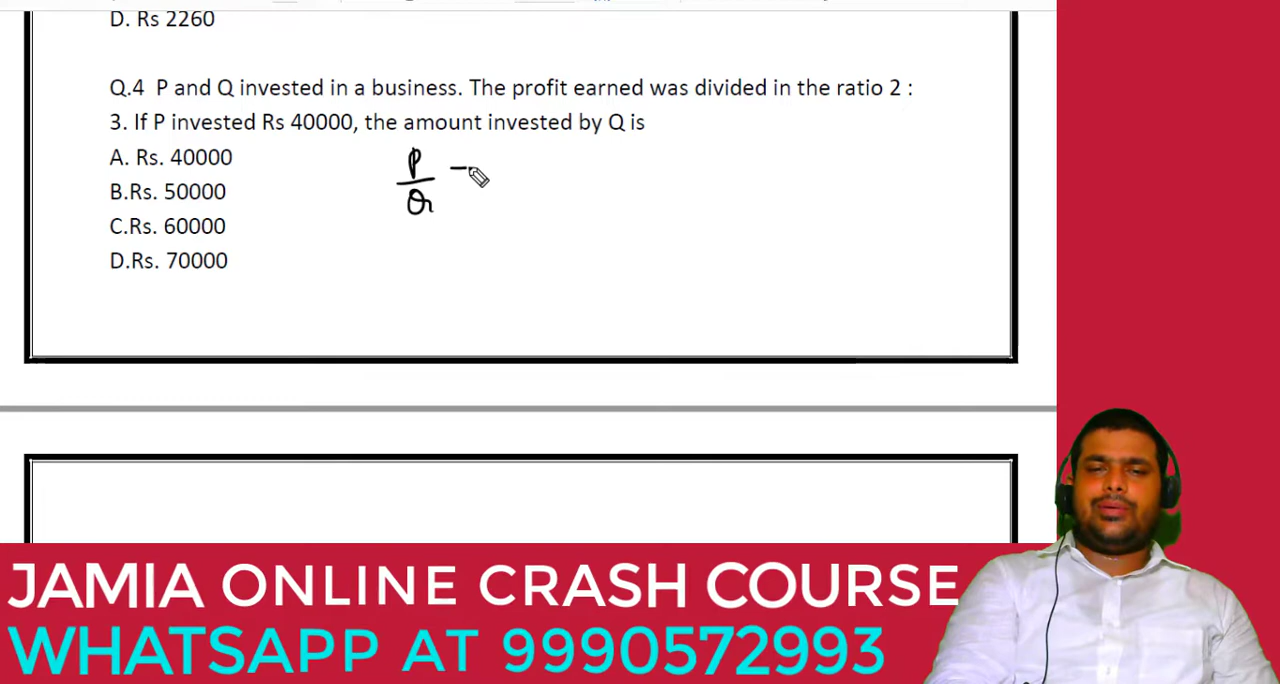 D. Rs 2260
Q.4  P and Q invested in a business. The profit earned was divided in the ratio 2 :
3. If P invested Rs 40000, the amount invested by Q is
A. Rs. 40000
B.Rs. 50000
C.Rs. 60000
D.Rs. 70000
P
Q
JAMIA ONLINE CRASH COURSE
WHATSAPP AT 9990572993